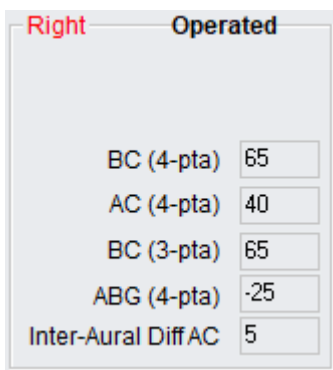 Right Operated
BC (4-pta) 65
AC (4-pta) 40
BC (3-pta) 65
ABG (4-pta) -25
Inter-Aural Diff AC 5